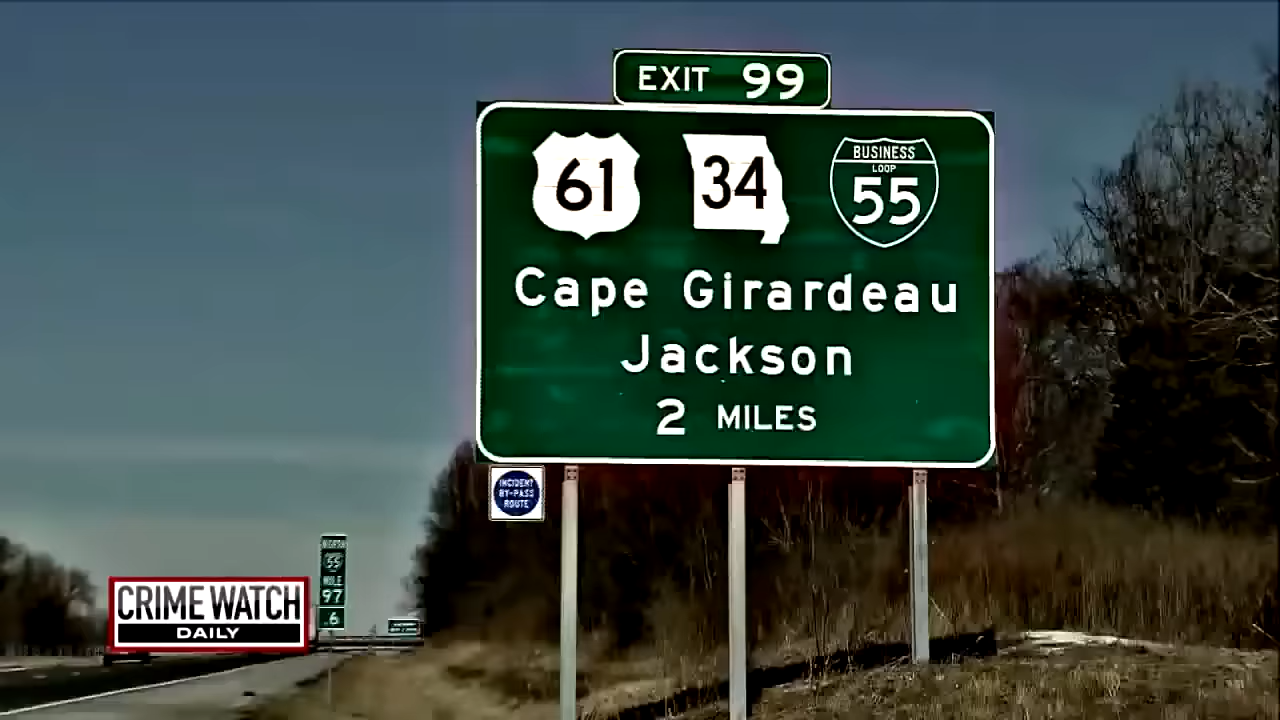 EXIT 99
61 34 BUSINESS LOOP 55
Cape Girardeau
Jackson
2 MILES
INCIDENT
BY-PASS
ROUTE
55
MILE
97
.6
CRIME WATCH
DAILY